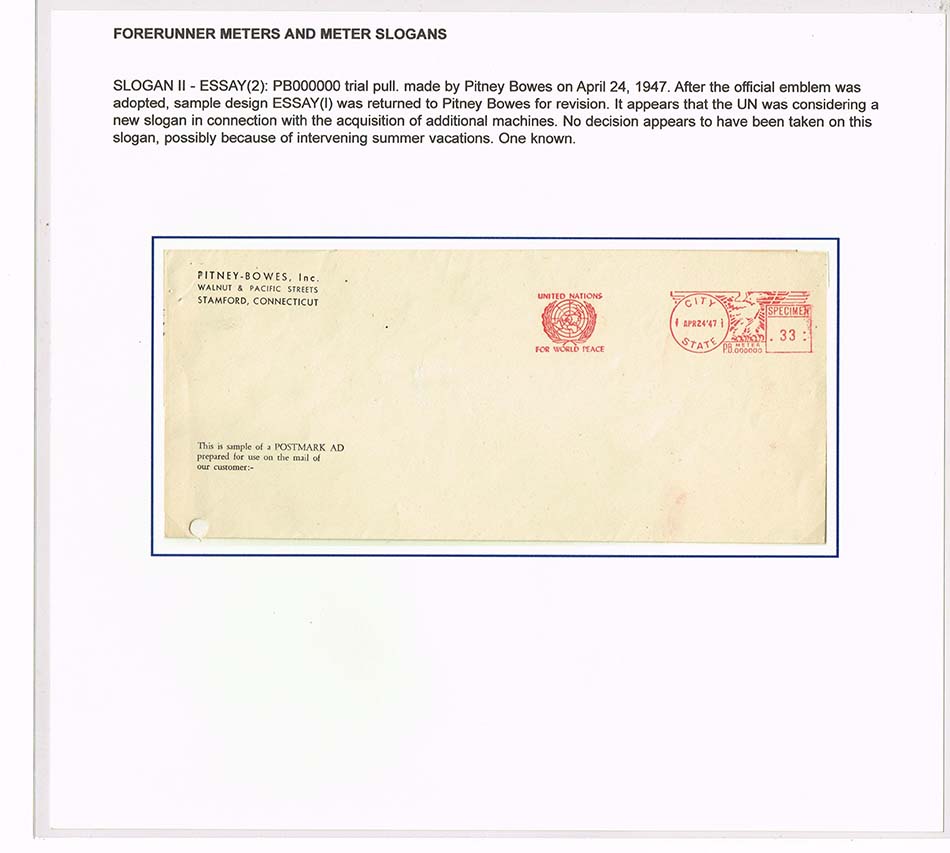 FORERUNNER METERS AND METER SLOGANS
SLOGAN II - ESSAY(2): PB000000 trial pull. made by Pitney Bowes on April 24, 1947. After the official emblem was
adopted, sample design ESSAY(I) was returned to Pitney Bowes for revision. It appears that the UN was considering a
new slogan in connection with the acquisition of additional machines. No decision appears to have been taken on this
slogan, possibly because of intervening summer vacations. One known.
PITNEY-BOWES, Inc.
WALNUT & PACIFIC STREETS
STAMFORD, CONNECTICUT
UNITED NATIONS
FOR WORLD PEACE
CITY
APR24'47
STATE
SPECIMEN
.33:
P.B. METER
000000
This is sample of a POSTMARK AD
prepared for use on the mail of
our customer:-